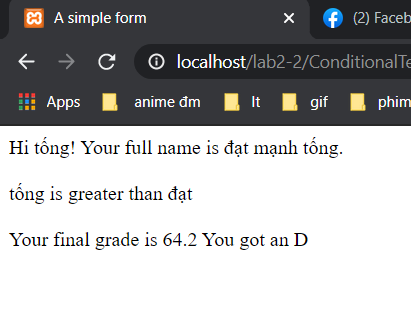 A simple form
(2) Faceb
localhost/lab2-2/ConditionalTe
Apps
anime đm
It
gif
phim
Hi tống! Your full name is đạt mạnh tống.
tống is greater than đạt
Your final grade is 64.2 You got an D